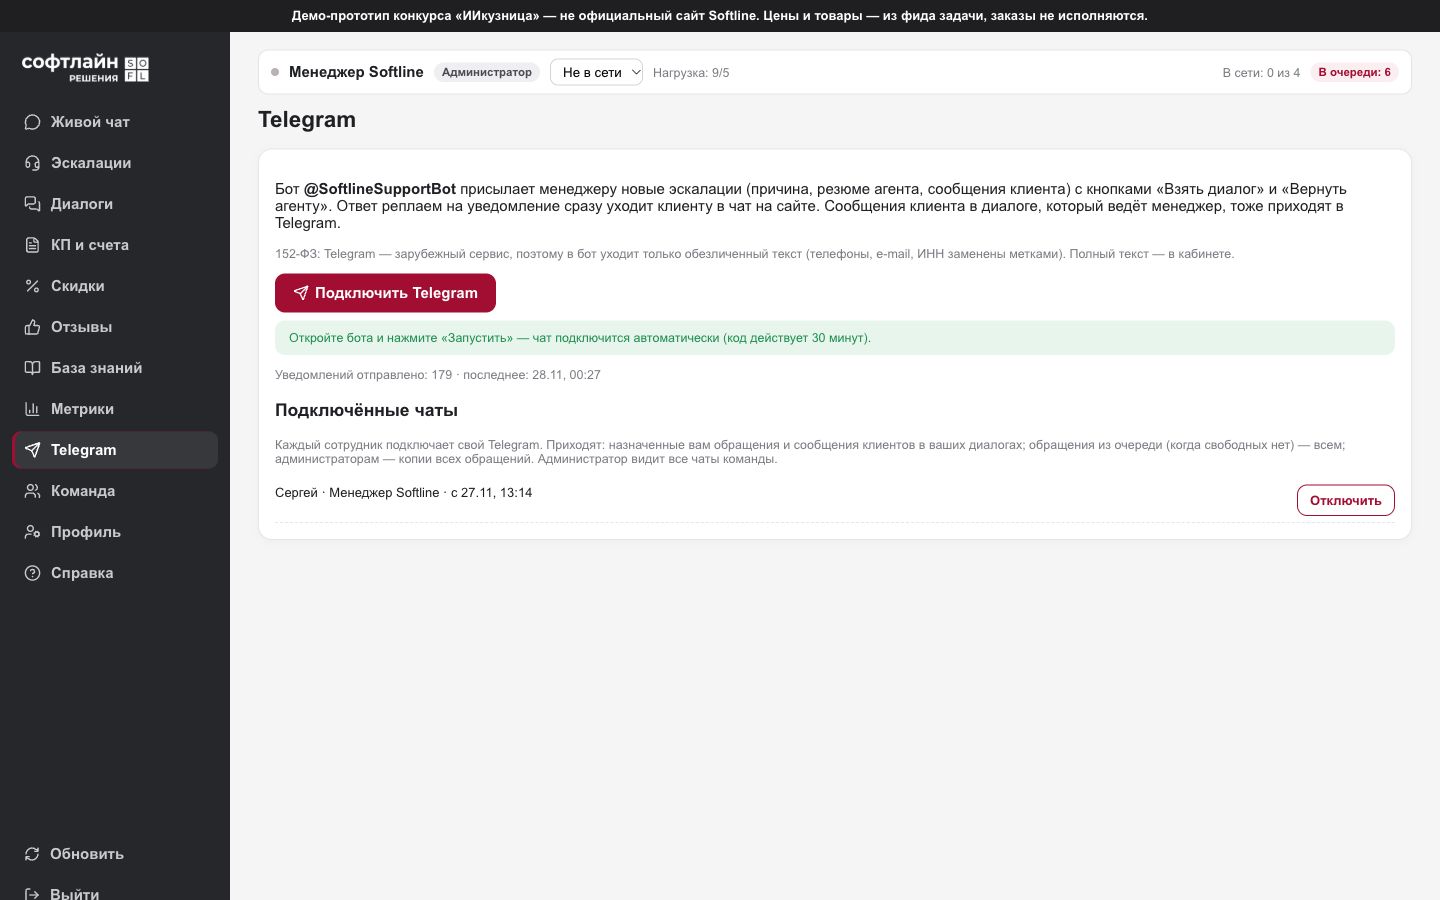 Демо-прототип конкурса «ИИкузница» — не официальный сайт Softline. Цены и товары — из фида задачи, заказы не исполняются.
софтлайн
РЕШЕНИЯ
SO
FL
Живой чат
Эскалации
Диалоги
КП и счета
Скидки
Отзывы
База знаний
Метрики
Telegram
Команда
Профиль
Справка
Обновить
Выйти
Менеджер Softline Администратор Не в сети Нагрузка: 9/5 В сети: 0 из 4 В очереди: 6
Telegram
Бот @SoftlineSupportBot присылает менеджеру новые эскалации (причина, резюме агента, сообщения клиента) с кнопками «Взять диалог» и «Вернуть
агенту». Ответ реплаем на уведомление сразу уходит клиенту в чат на сайте. Сообщения клиента в диалоге, который ведёт менеджер, тоже приходят в
Telegram.
152-ФЗ: Telegram — зарубежный сервис, поэтому в бот уходит только обезличенный текст (телефоны, e-mail, ИНН заменены метками). Полный текст — в кабинете.
Подключить Telegram
Откройте бота и нажмите «Запустить» — чат подключится автоматически (код действует 30 минут).
Уведомлений отправлено: 179 · последнее: 28.11, 00:27
Подключённые чаты
Каждый сотрудник подключает свой Telegram. Приходят: назначенные вам обращения и сообщения клиентов в ваших диалогах; обращения из очереди (когда свободных нет) — всем;
администраторам — копии всех обращений. Администратор видит все чаты команды.
Сергей · Менеджер Softline · с 27.11, 13:14
Отключить